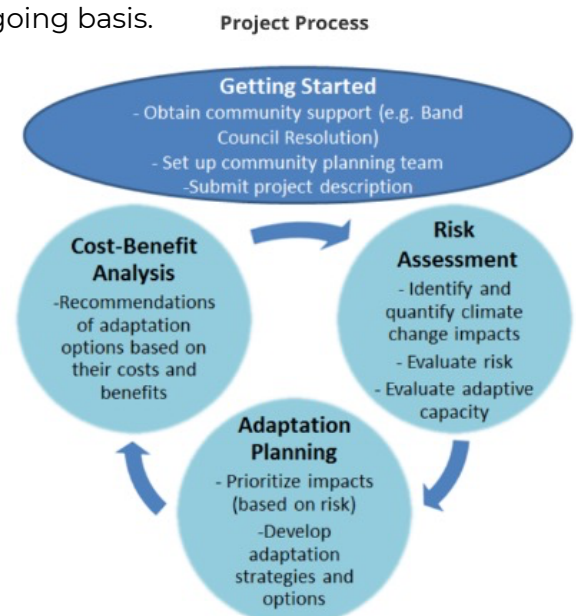 going basis.
Project Process
Getting Started
- Obtain community support (e.g. Band
Council Resolution)
- Set up community planning team
-Submit project description
Risk
Assessment
- Identify and
quantify climate
change impacts
- Evaluate risk
- Evaluate adaptive
capacity
Adaptation
Planning
- Prioritize impacts
(based on risk)
-Develop
adaptation
strategies and
options
Cost-Benefit
Analysis
-Recommendations
of adaptation
options based on
their costs and
benefits